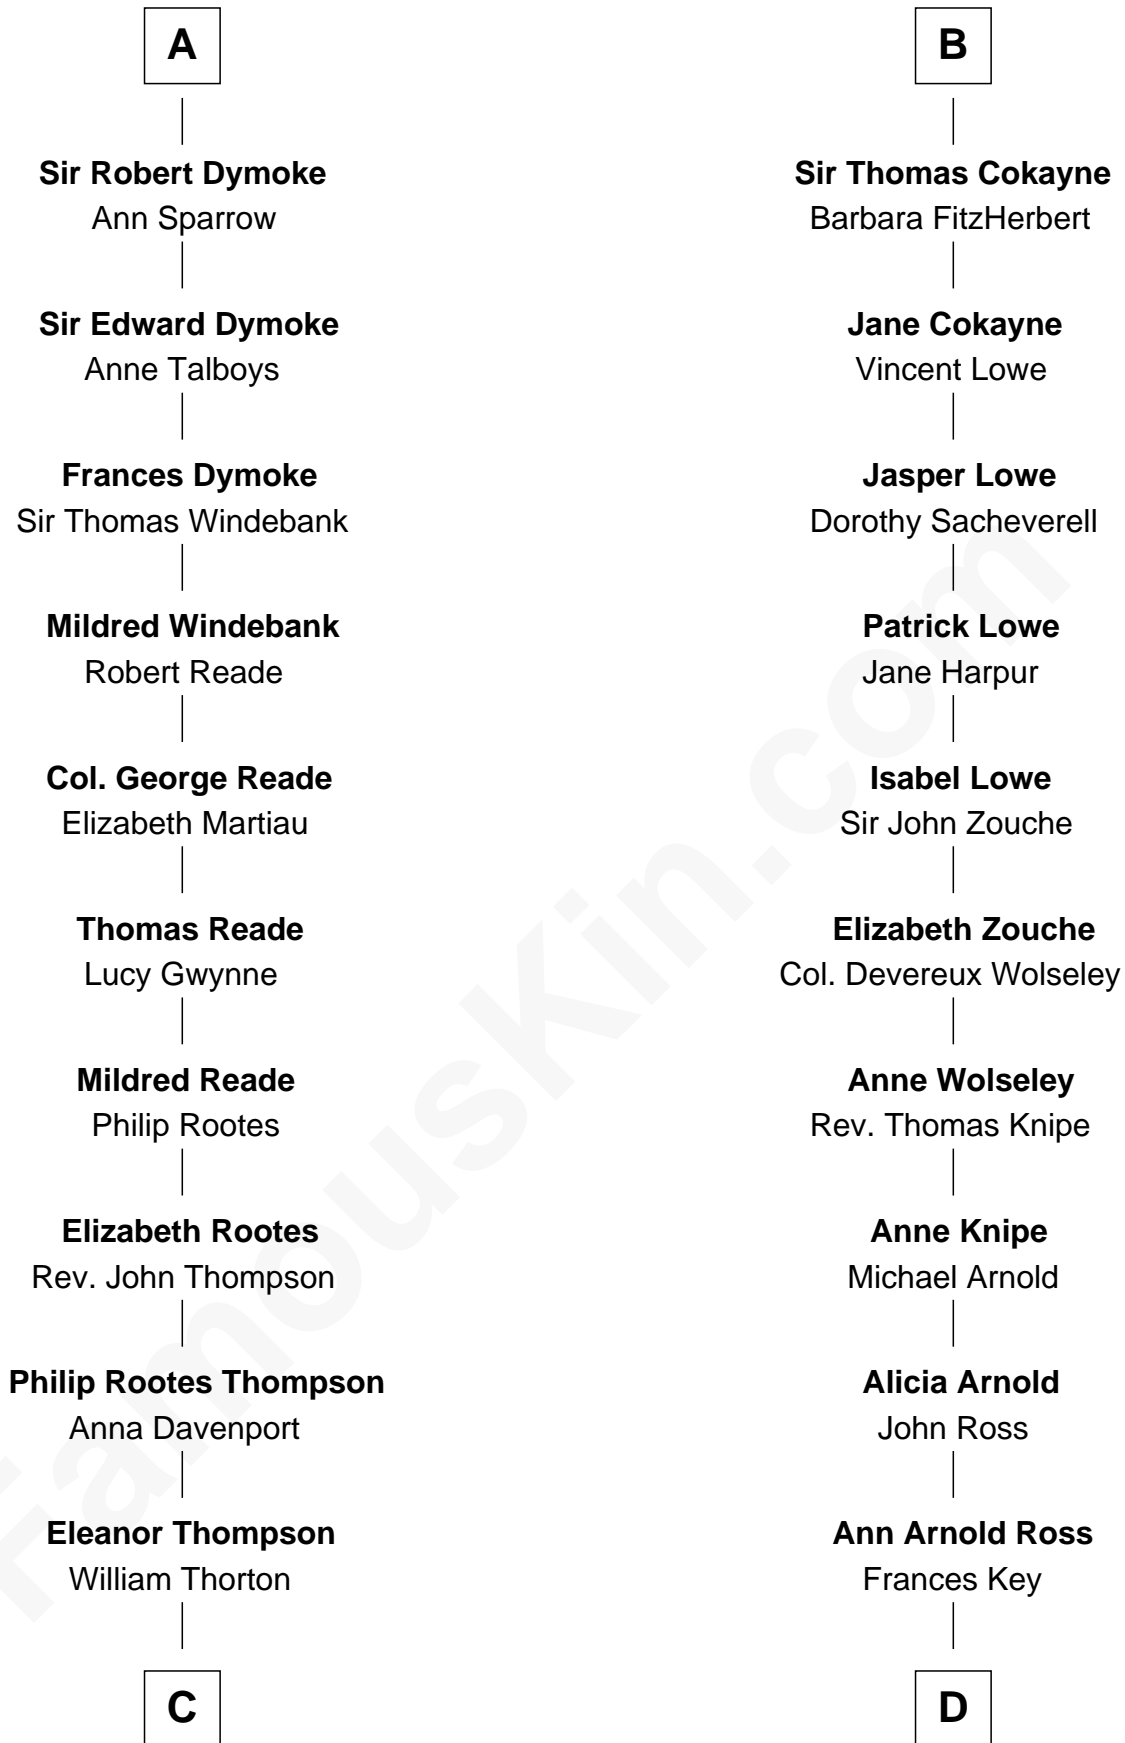 A
Sir Robert Dymoke
Ann Sparrow
Sir Edward Dymoke
Anne Talboys
Frances Dymoke
Sir Thomas Windebank
Mildred Windebank
Robert Reade
Col. George Reade
Elizabeth Martiau
Thomas Reade
Lucy Gwynne
Mildred Reade
Philip Rootes
Elizabeth Rootes
Rev. John Thompson
Philip Rootes Thompson
Anna Davenport
Eleanor Thompson
William Thorton
C
B
Sir Thomas Cokayne
Barbara FitzHerbert
Jane Cokayne
Vincent Lowe
Jasper Lowe
Dorothy Sacheverell
Patrick Lowe
Jane Harpur
Isabel Lowe
Sir John Zouche
Elizabeth Zouche
Col. Devereux Wolseley
Anne Wolseley
Rev. Thomas Knipe
Anne Knipe
Michael Arnold
Alicia Arnold
John Ross
Ann Arnold Ross
Frances Key
D
FamousKin.com